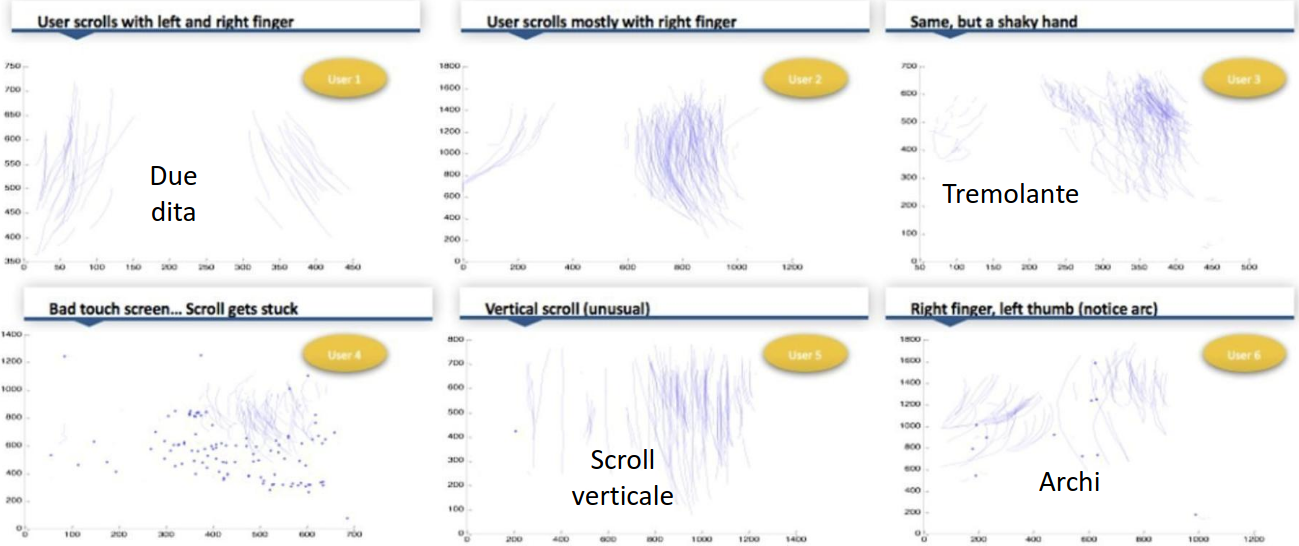 User scrolls with left and right finger
User 1
750
700
650
600
550
500
450
400
350
Due
dita
0 50 100 150 200 250 300 350 400 450
User scrolls mostly with right finger
User 2
1800
1600
1400
1200
1000
800
600
400
200
0
0 200 400 600 800 1000 1200
Same, but a shaky hand
User 3
700
600
500
400
300
200
100
0
Tremolante
50 100 150 200 250 300 350 400 450 500
Bad touch screen... Scroll gets stuck
User 4
1400
1200
1000
800
600
400
200
0
0 100 200 300 400 500 600 700
Vertical scroll (unusual)
User 5
800
700
600
500
400
300
200
100
0
Scroll
verticale
0 200 400 600 800 1000 1200 1400
Right finger, left thumb (notice arc)
User 6
1800
1600
1400
1200
1000
800
600
400
200
0
Archi
0 200 400 600 800 1000 1200